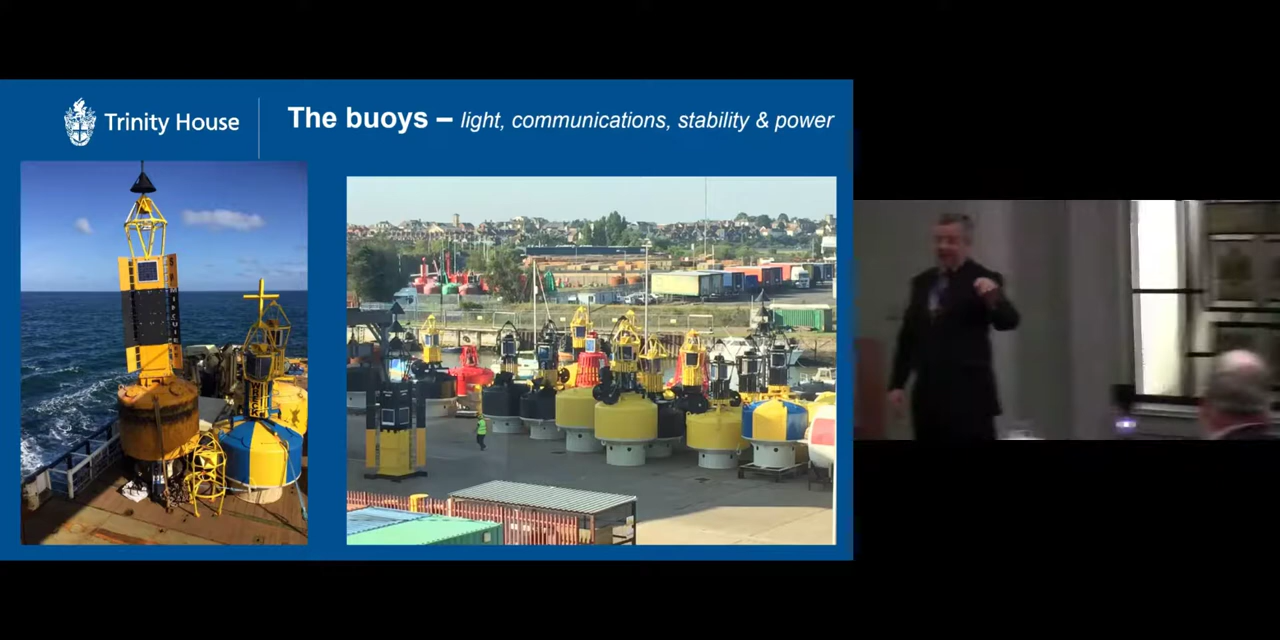 Trinity House
The buoys – light, communications, stability & power